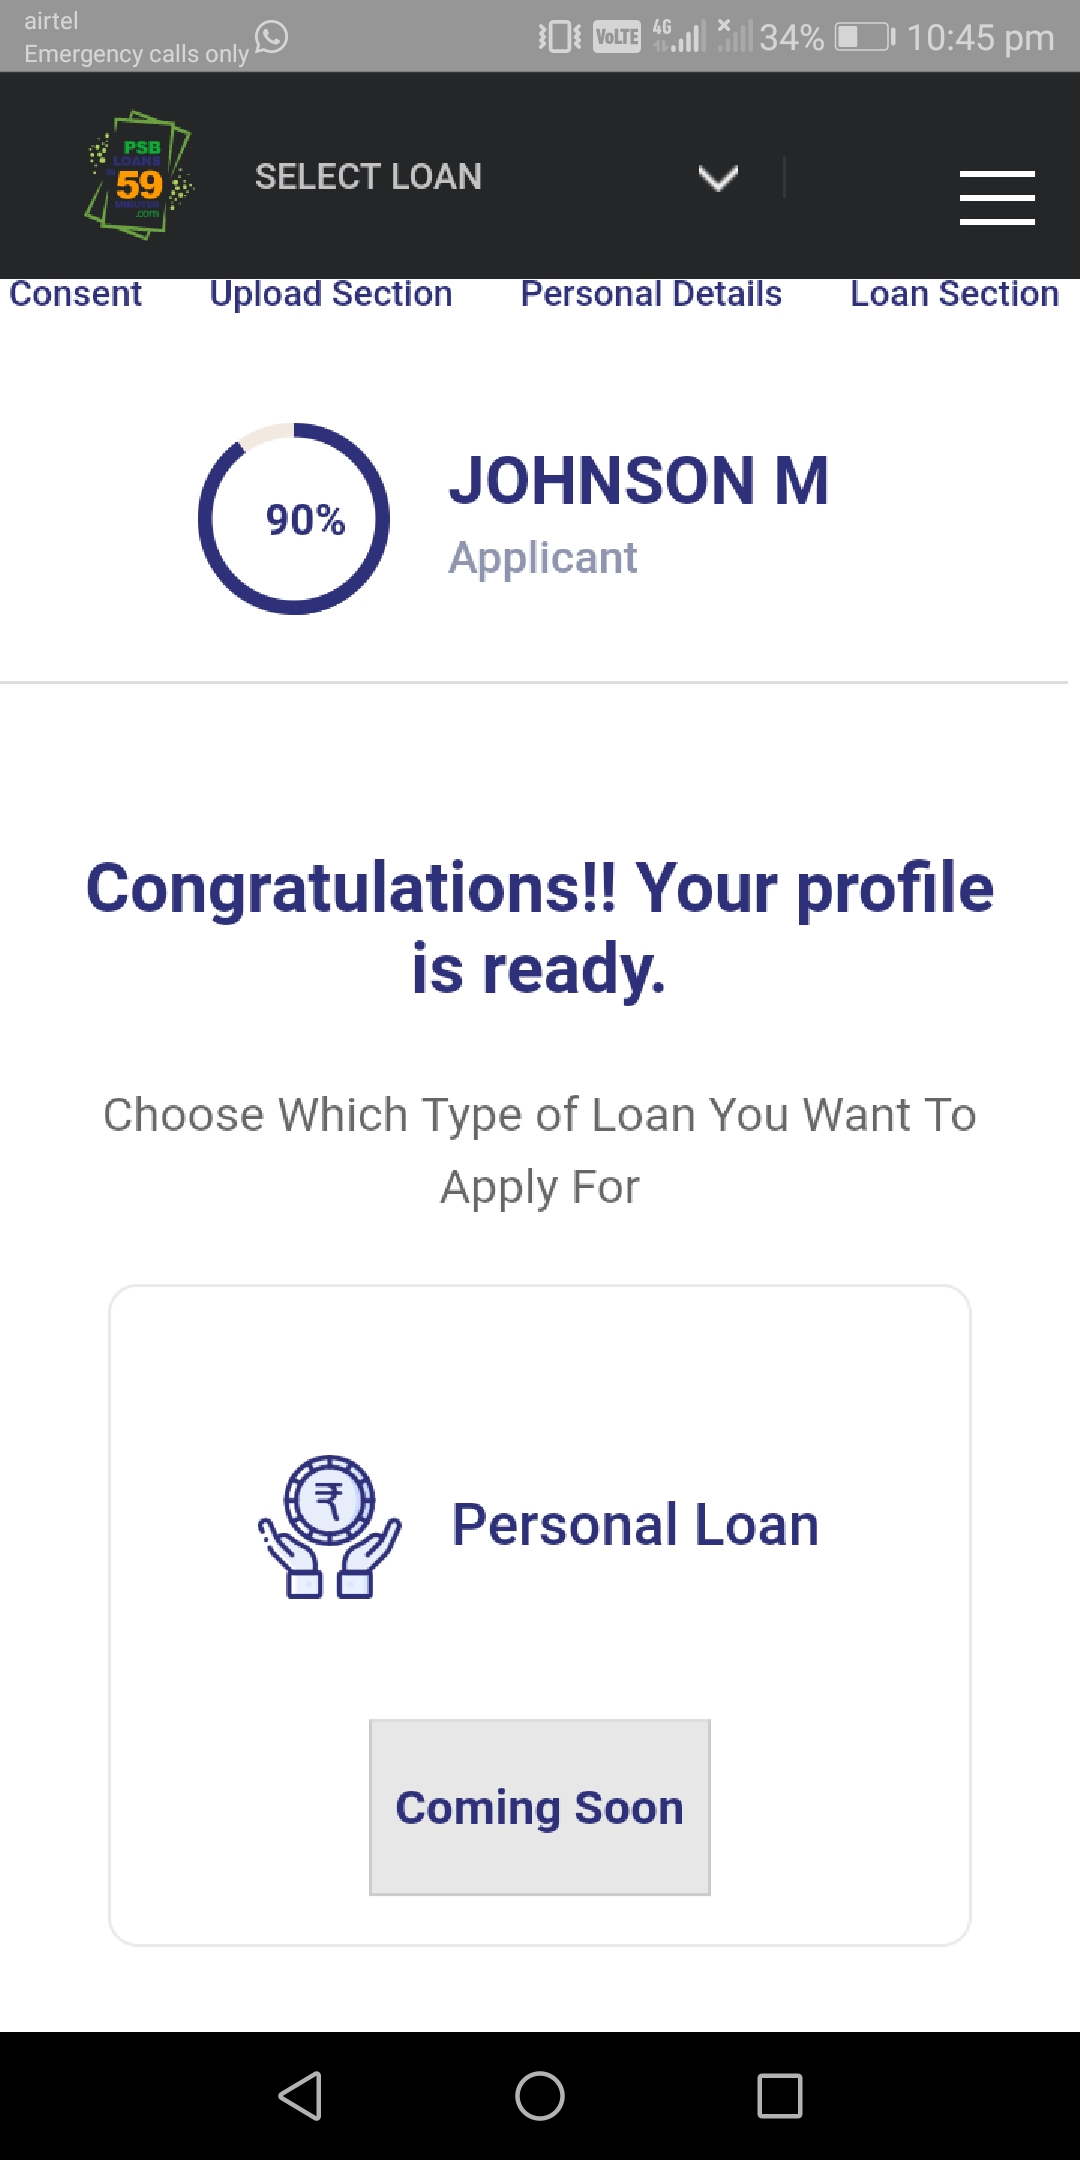 airtel
Emergency calls only
VoLTE 4G 34% 10:45 pm
PSB
LOANS
59
MINUTES
.com
SELECT LOAN
Consent Upload Section Personal Details Loan Section
90%
JOHNSON M
Applicant
Congratulations!! Your profile
is ready.
Choose Which Type of Loan You Want To
Apply For
₹
Personal Loan
Coming Soon